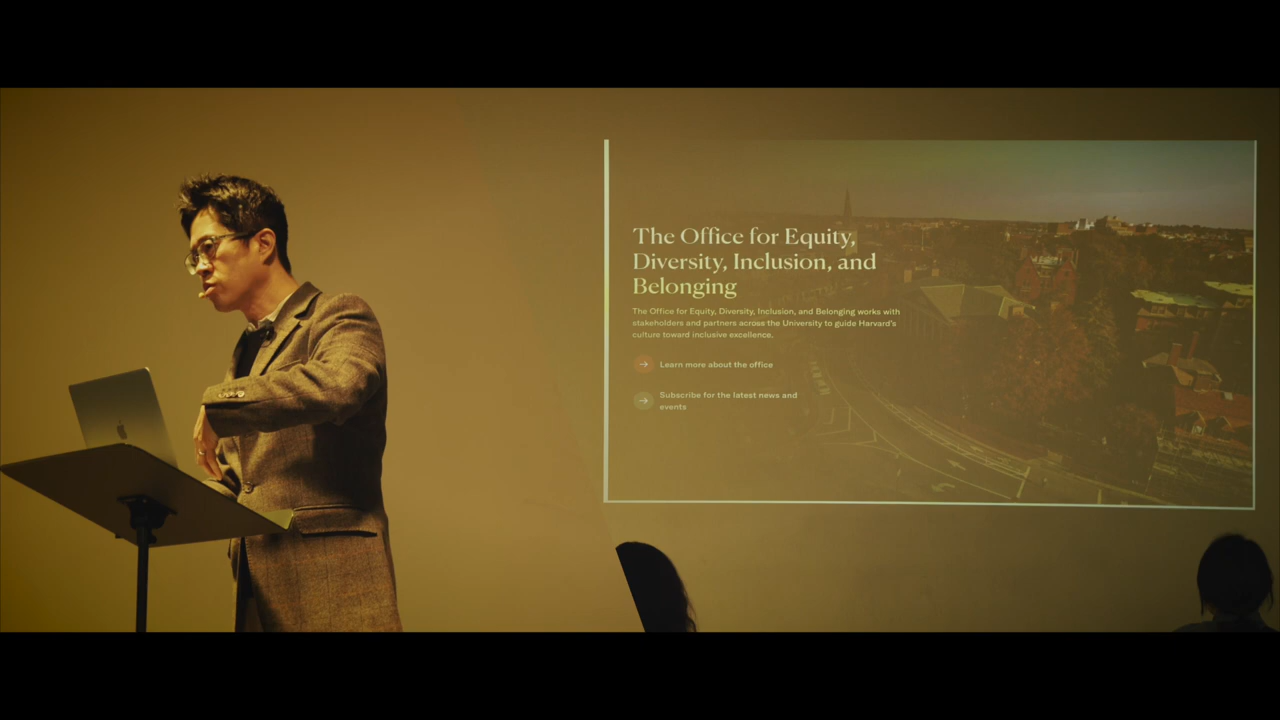 The Office for Equity,
Diversity, Inclusion, and
Belonging
The Office for Equity, Diversity, Inclusion, and Belonging works with
stakeholders and partners across the University to guide Harvard's
culture toward inclusive excellence.
Learn more about the office
Subscribe for the latest news and
events